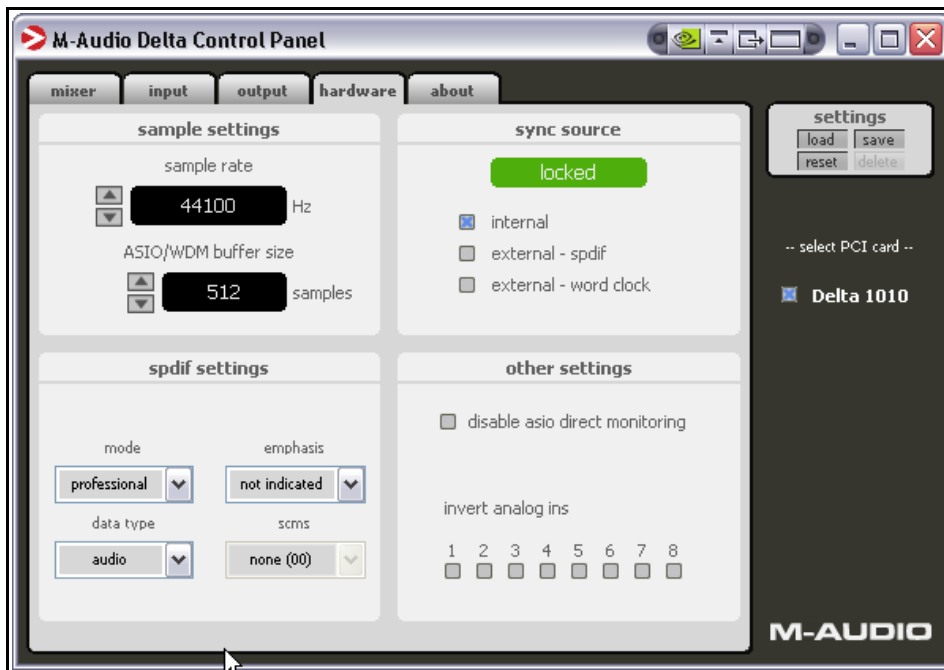 M-Audio Delta Control Panel
mixer input output hardware about
sample settings
sample rate
44100 Hz
ASIO/WDM buffer size
512 samples
sync source
locked
internal
external - spdif
external - word clock
spdif settings
mode emphasis
professional not indicated
data type scms
audio none (00)
other settings
disable asio direct monitoring
invert analog ins
1 2 3 4 5 6 7 8
settings
load save
reset delete
-- select PCI card --
Delta 1010
M-AUDIO